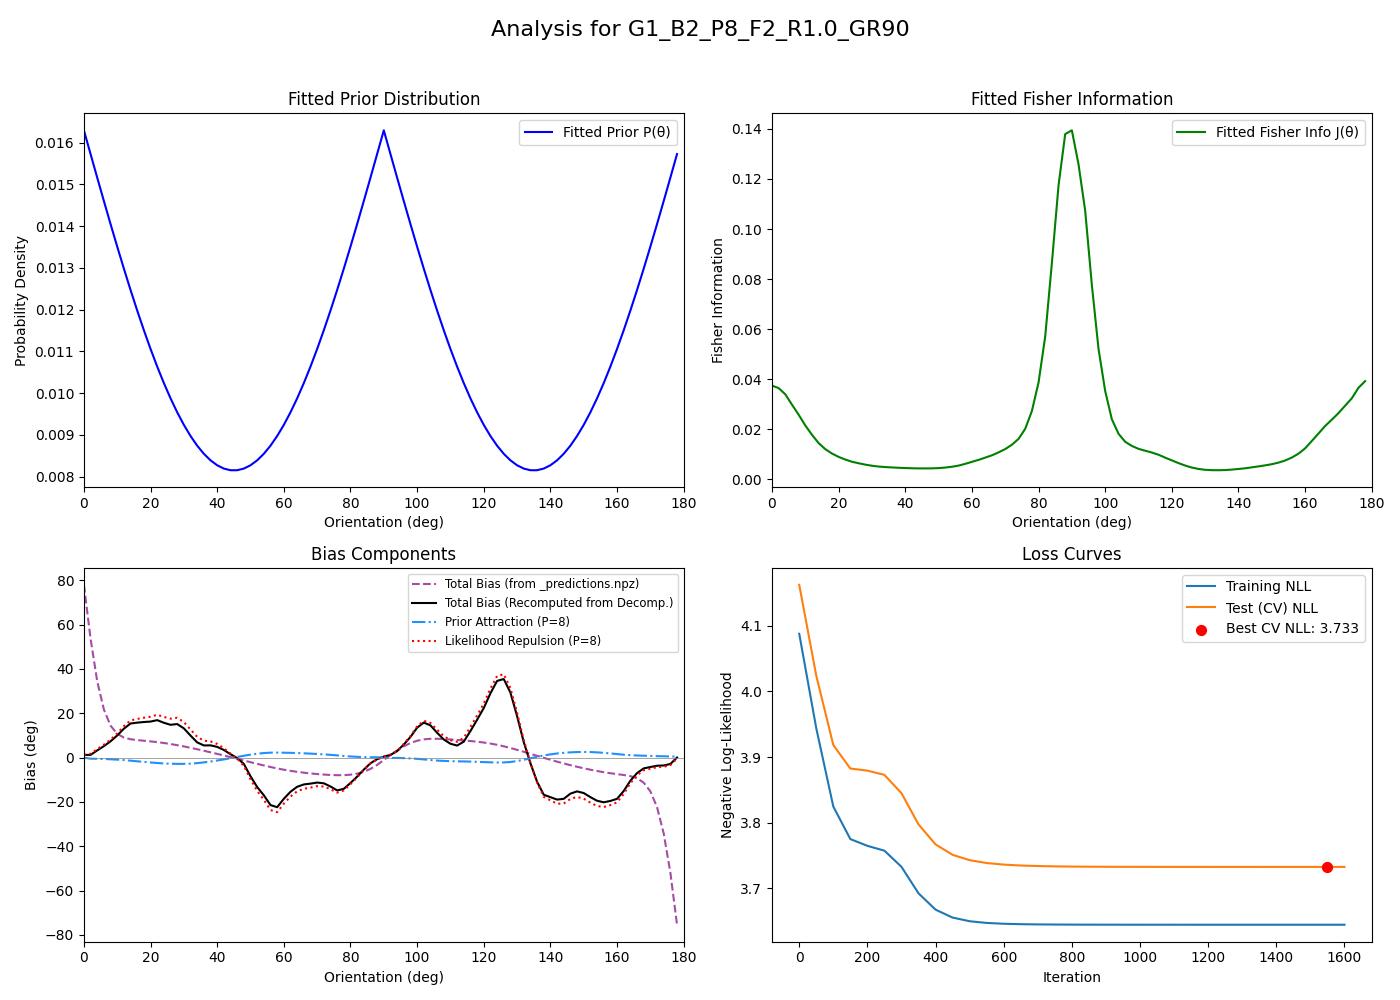 Analysis for G1_B2_P8_F2_R1.0_GR90
Fitted Prior Distribution
Fitted Prior P(θ)
0.016
0.015
0.014
0.013
0.012
0.011
0.010
0.009
0.008
Probability Density
0 20 40 60 80 100 120 140 160 180
Orientation (deg)
Fitted Fisher Information
Fitted Fisher Info J(θ)
0.14
0.12
0.10
0.08
0.06
0.04
0.02
0.00
Fisher Information
0 20 40 60 80 100 120 140 160 180
Orientation (deg)
Bias Components
Total Bias (from _predictions.npz)
Total Bias (Recomputed from Decomp.)
Prior Attraction (P=8)
Likelihood Repulsion (P=8)
80
60
40
20
0
−20
−40
−60
−80
Bias (deg)
0 20 40 60 80 100 120 140 160 180
Orientation (deg)
Loss Curves
Training NLL
Test (CV) NLL
Best CV NLL: 3.733
4.1
4.0
3.9
3.8
3.7
Negative Log-Likelihood
0 200 400 600 800 1000 1200 1400 1600
Iteration